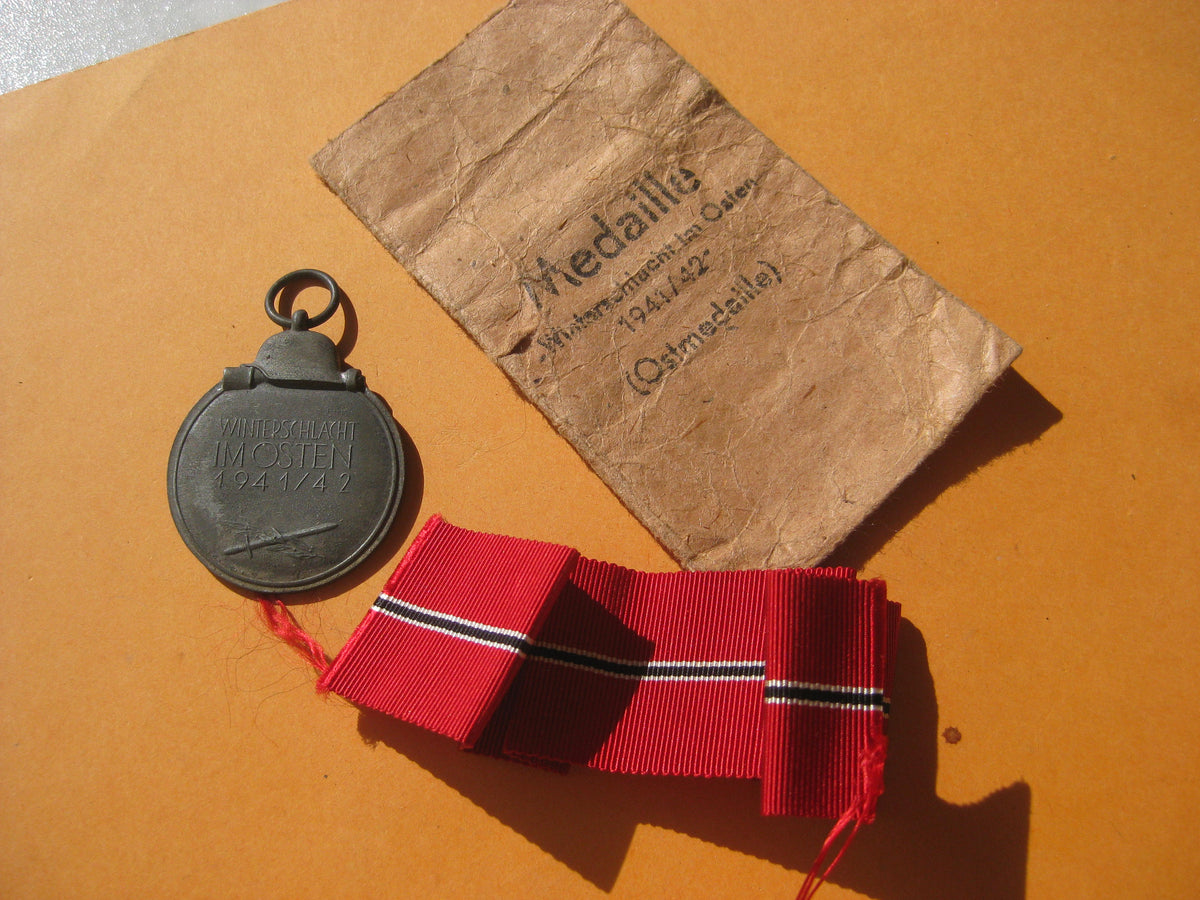 WINTERSCHLACHT
IM OSTEN
1941/42
Medaille
„Winterschlacht im Osten
1941/42“
(Ostmedaille)